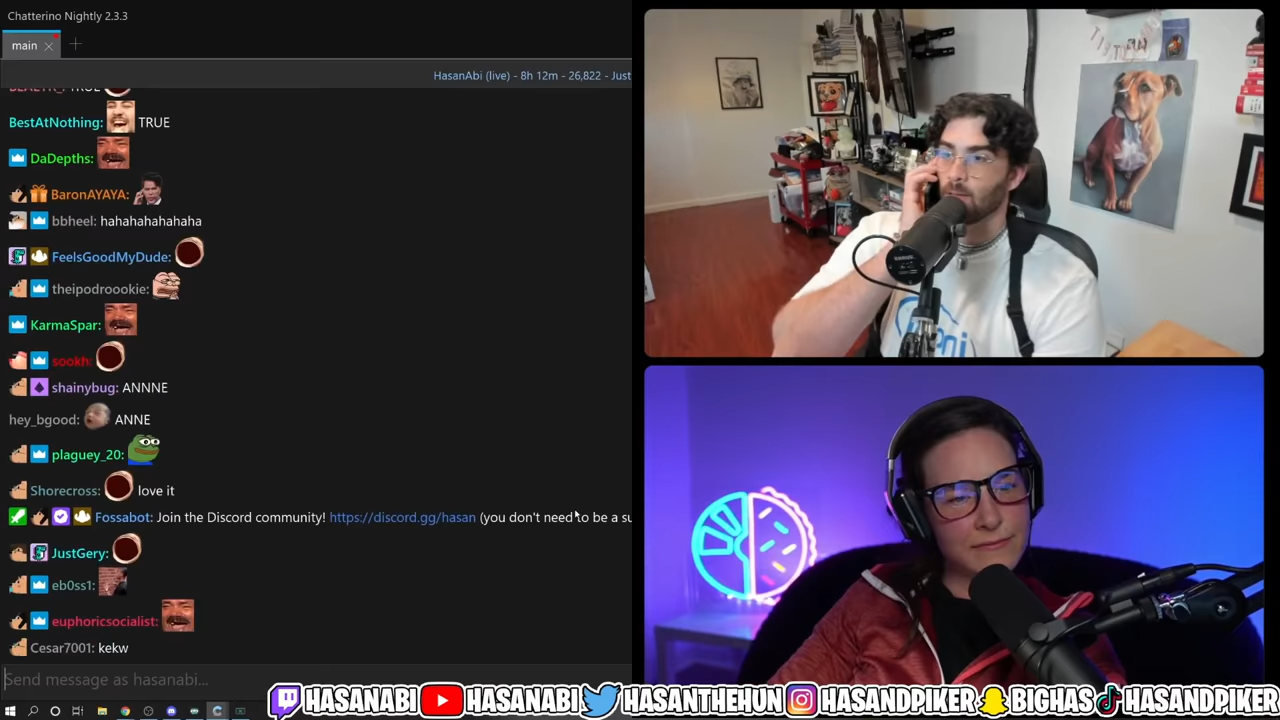 Chatterino Nightly 2.3.3
main
HasanAbi (live) - 8h 12m - 26,822 - Just
TRUE
BestAtNothing: TRUE
DaDepths:
BaronAYAYA:
bbheel: hahahahahahaha
FeelsGoodMyDude:
theipodroookie:
KarmaSpar:
sookh:
shainybug: ANNNE
hey_bgood: ANNE
plaguey_20:
Shorecross: love it
Fossabot: Join the Discord community! https://discord.gg/hasan (you don't need to be a su
JustGery:
eb0ss1:
euphoricsocialist:
Cesar7001: kekw
Send message as hasanabi...
HASANABI HASANABI HASANTHEHUN HASANDPIKER BIGHAS HASANDPIKER